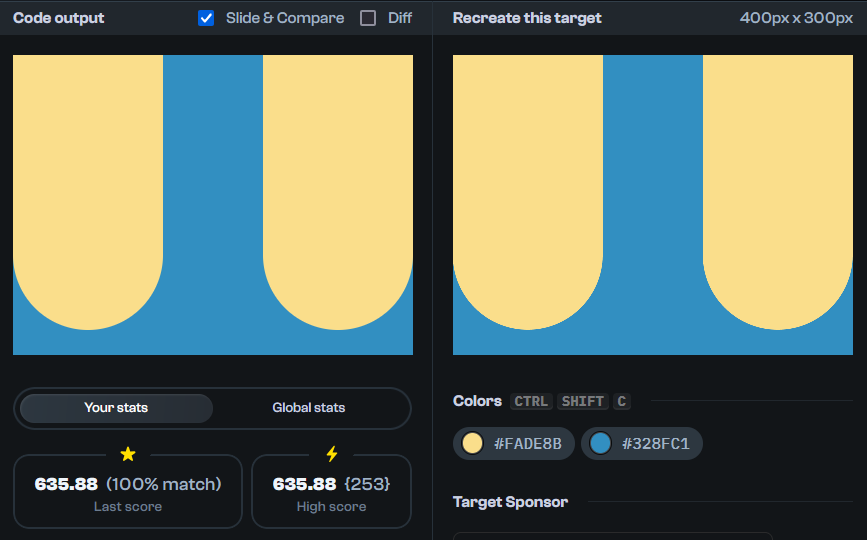 Code output
Slide & Compare
Diff
Your stats
Global stats
635.88 (100% match)
Last score
635.88 {253}
High score
Recreate this target
400px x 300px
Colors CTRL SHIFT C
#FADE8B
#328FC1
Target Sponsor